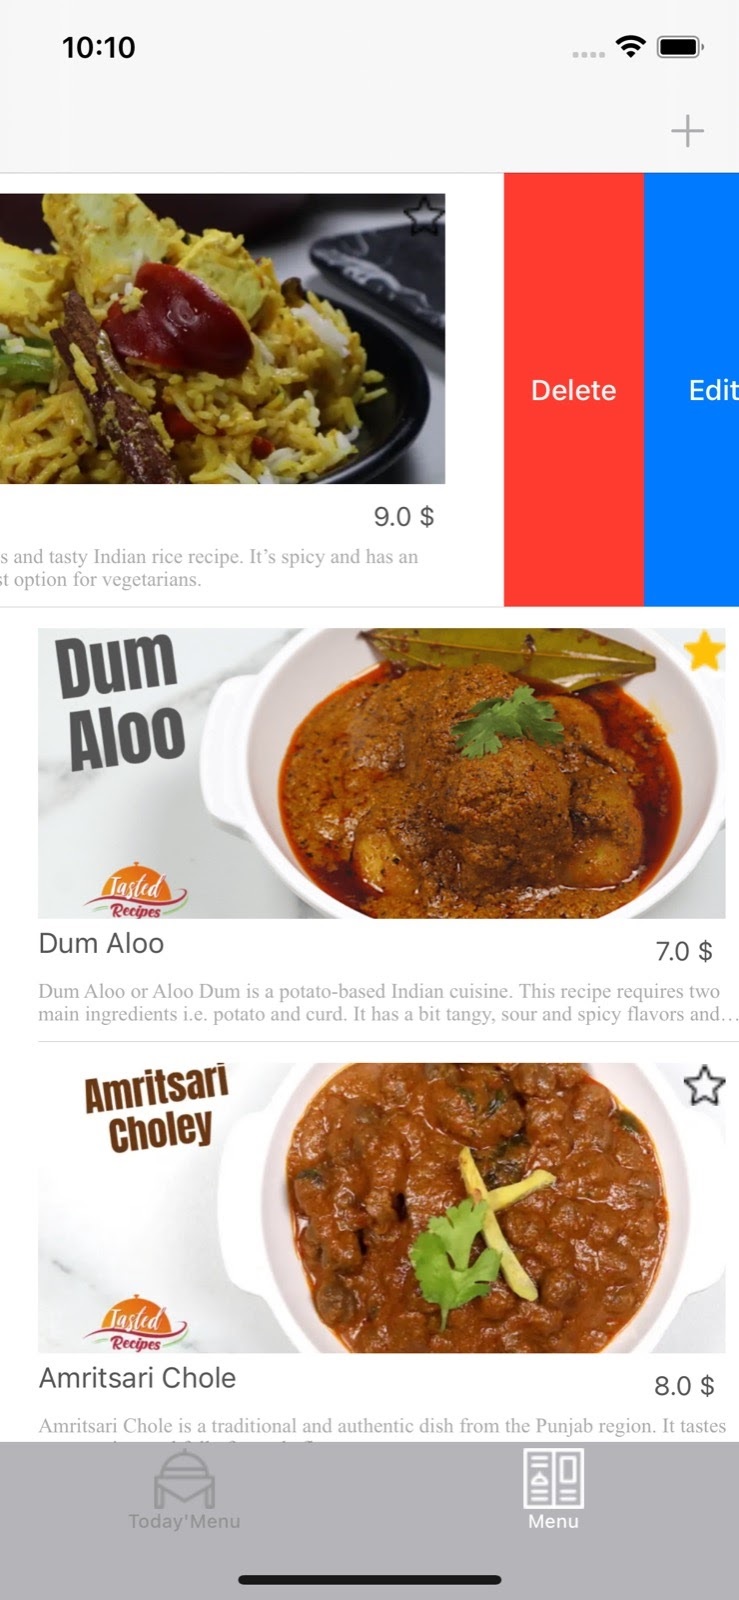 10:10
Delete
Edit
9.0 $
s and tasty Indian rice recipe. It’s spicy and has an
st option for vegetarians.
Dum
Aloo
Tasted
Recipes
Dum Aloo
7.0 $
Dum Aloo or Aloo Dum is a potato-based Indian cuisine. This recipe requires two
main ingredients i.e. potato and curd. It has a bit tangy, sour and spicy flavors and…
Amritsari
Choley
Tasted
Recipes
Amritsari Chole
8.0 $
Amritsari Chole is a traditional and authentic dish from the Punjab region. It tastes
Today'Menu
Menu